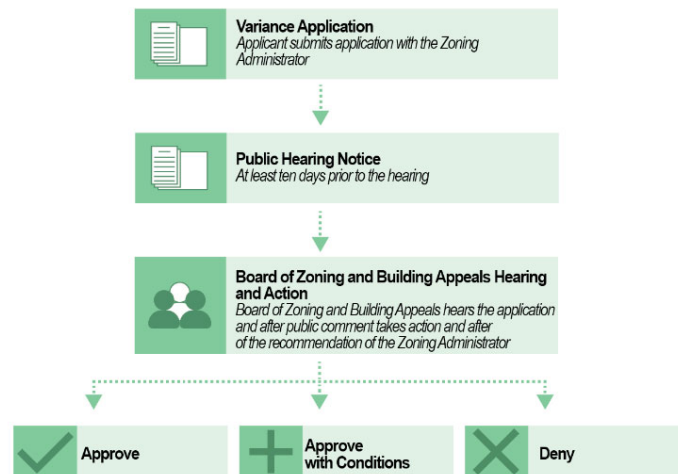 Variance Application
Applicant submits application with the Zoning
Administrator
Public Hearing Notice
At least ten days prior to the hearing
Board of Zoning and Building Appeals Hearing
and Action
Board of Zoning and Building Appeals hears the application
and after public comment takes action and after
of the recommendation of the Zoning Administrator
Approve
Approve
with Conditions
Deny